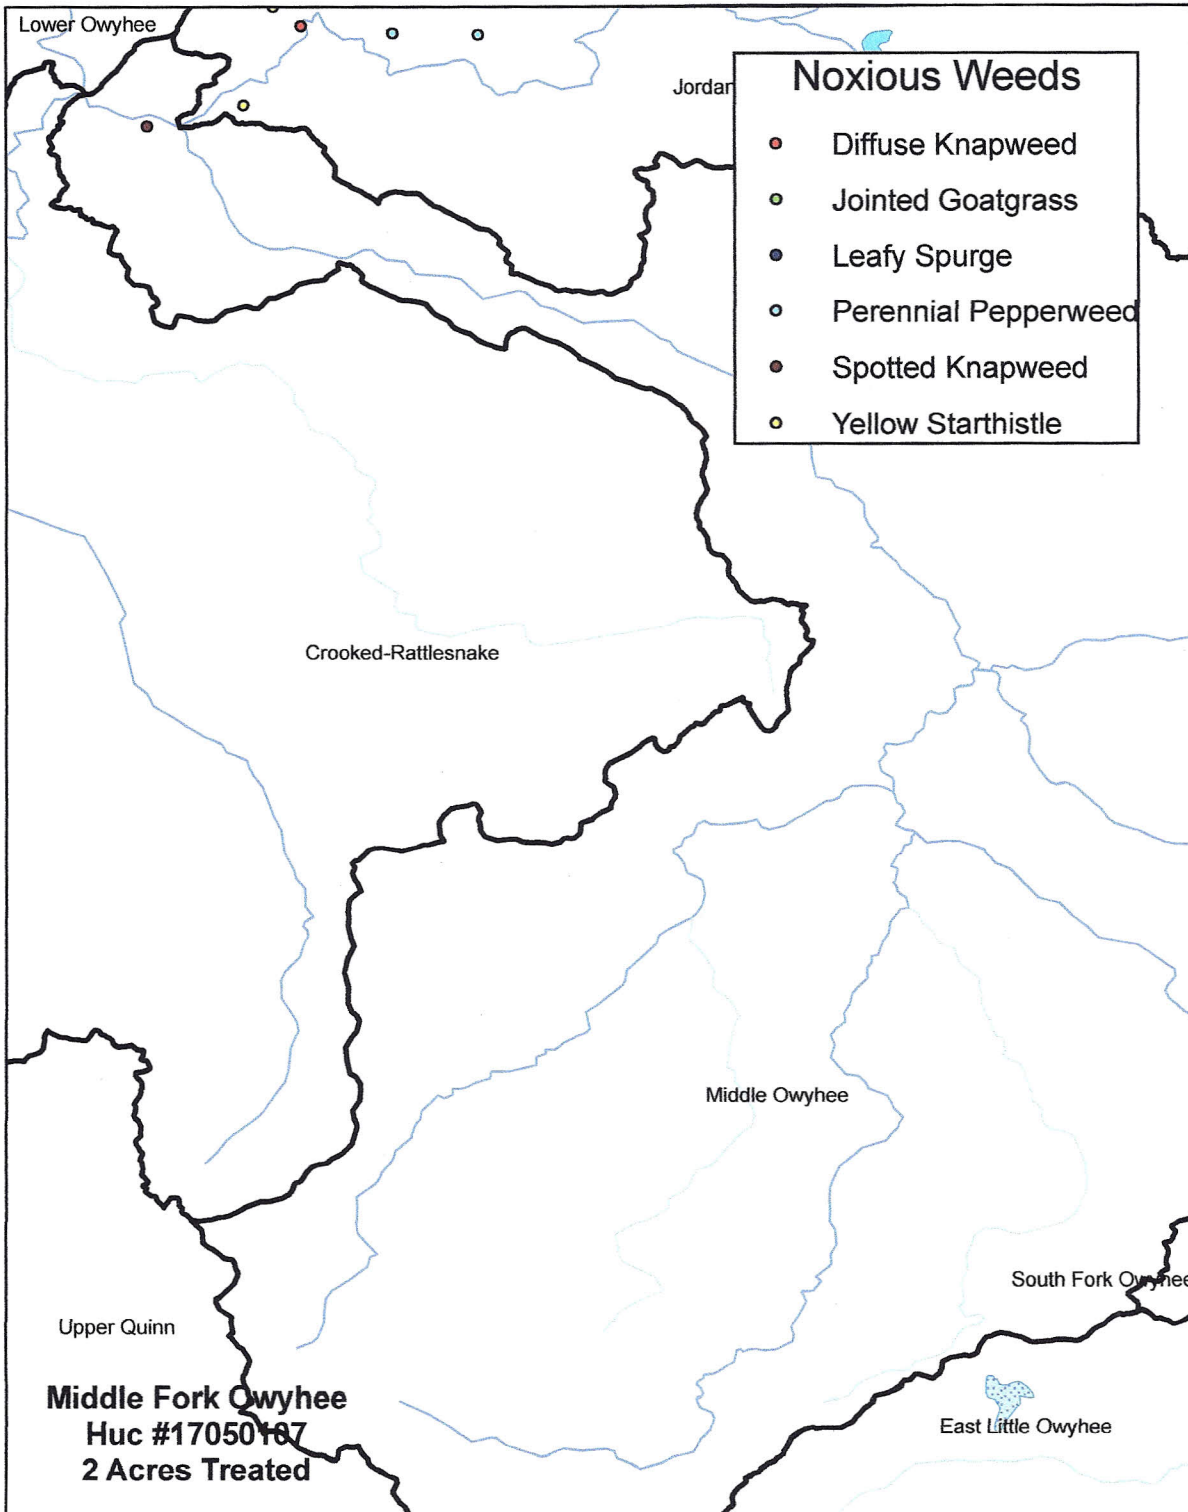 Lower Owyhee
Jordan
Noxious Weeds
Diffuse Knapweed
Jointed Goatgrass
Leafy Spurge
Perennial Pepperweed
Spotted Knapweed
Yellow Starthistle
Crooked-Rattlesnake
Middle Owyhee
South Fork Owyhee
Upper Quinn
East Little Owyhee
Middle Fork Owyhee
Huc #17050107
2 Acres Treated